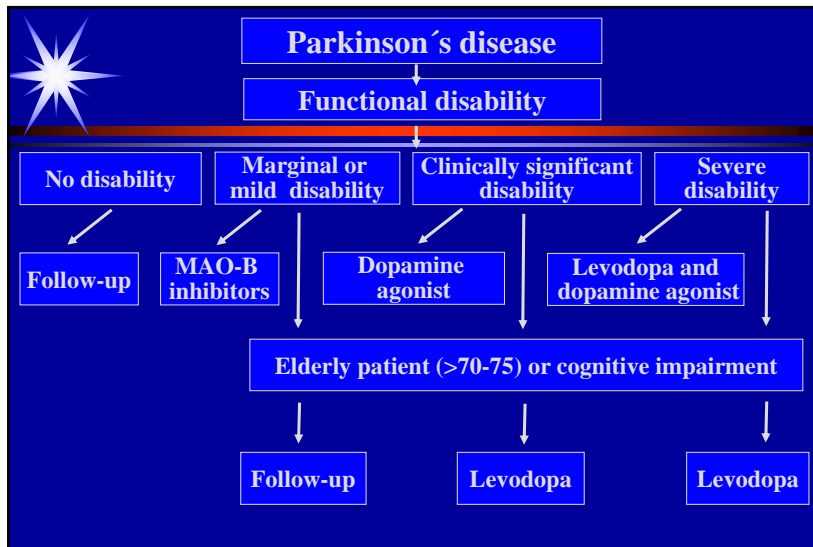 Parkinson´s disease
Functional disability
No disability
Marginal or
mild disability
Clinically significant
disability
Severe
disability
Follow-up
MAO-B
inhibitors
Dopamine
agonist
Levodopa and
dopamine agonist
Elderly patient (>70-75) or cognitive impairment
Follow-up
Levodopa
Levodopa